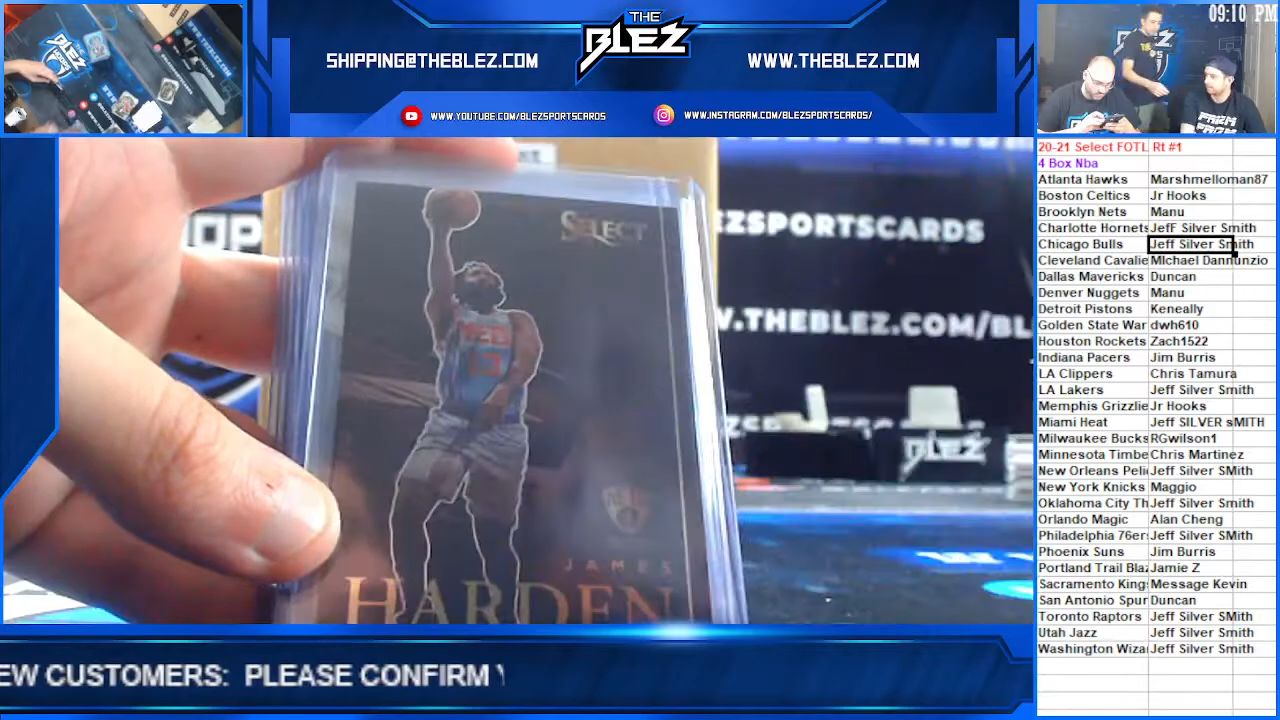 THE
BLEZ
SHIPPING@THEBLEZ.COM
WWW.THEBLEZ.COM
WWW.YOUTUBE.COM/BLEZSPORTSCARDS
WWW.INSTAGRAM.COM/BLEZSPORTSCARDS/
09:10 PM
20-21 Select FOTL Rt #1
4 Box Nba
Atlanta Hawks Marshmelloman87
Boston Celtics Jr Hooks
Brooklyn Nets Manu
Charlotte Hornets JefF Silver Smith
Chicago Bulls Jeff Silver Smith
Cleveland Cavalie MIchael Dannunzio
Dallas Mavericks Duncan
Denver Nuggets Manu
Detroit Pistons Keneally
Golden State War dwh610
Houston Rockets Zach1522
Indiana Pacers Jim Burris
LA Clippers Chris Tamura
LA Lakers Jeff Silver Smith
Memphis Grizzlie Jr Hooks
Miami Heat Jeff SILVER sMITH
Milwaukee Bucks RGwilson1
Minnesota Timbe Chris Martinez
New Orleans Peli Jeff Silver SMith
New York Knicks Maggio
Oklahoma City Th Jeff Silver Smith
Orlando Magic Alan Cheng
Philadelphia 76er Jeff Silver SMith
Phoenix Suns Jim Burris
Portland Trail Bla Jamie Z
Sacramento King Message Kevin
San Antonio Spur Duncan
Toronto Raptors Jeff Silver SMith
Utah Jazz Jeff Silver Smith
Washington Wiza Jeff Silver Smith
SELECT
13
JAMES
HARDEN
EZSPORTSCARDS
W.THEBLEZ.COM/BL
BLEZ
EW CUSTOMERS: PLEASE CONFIRM